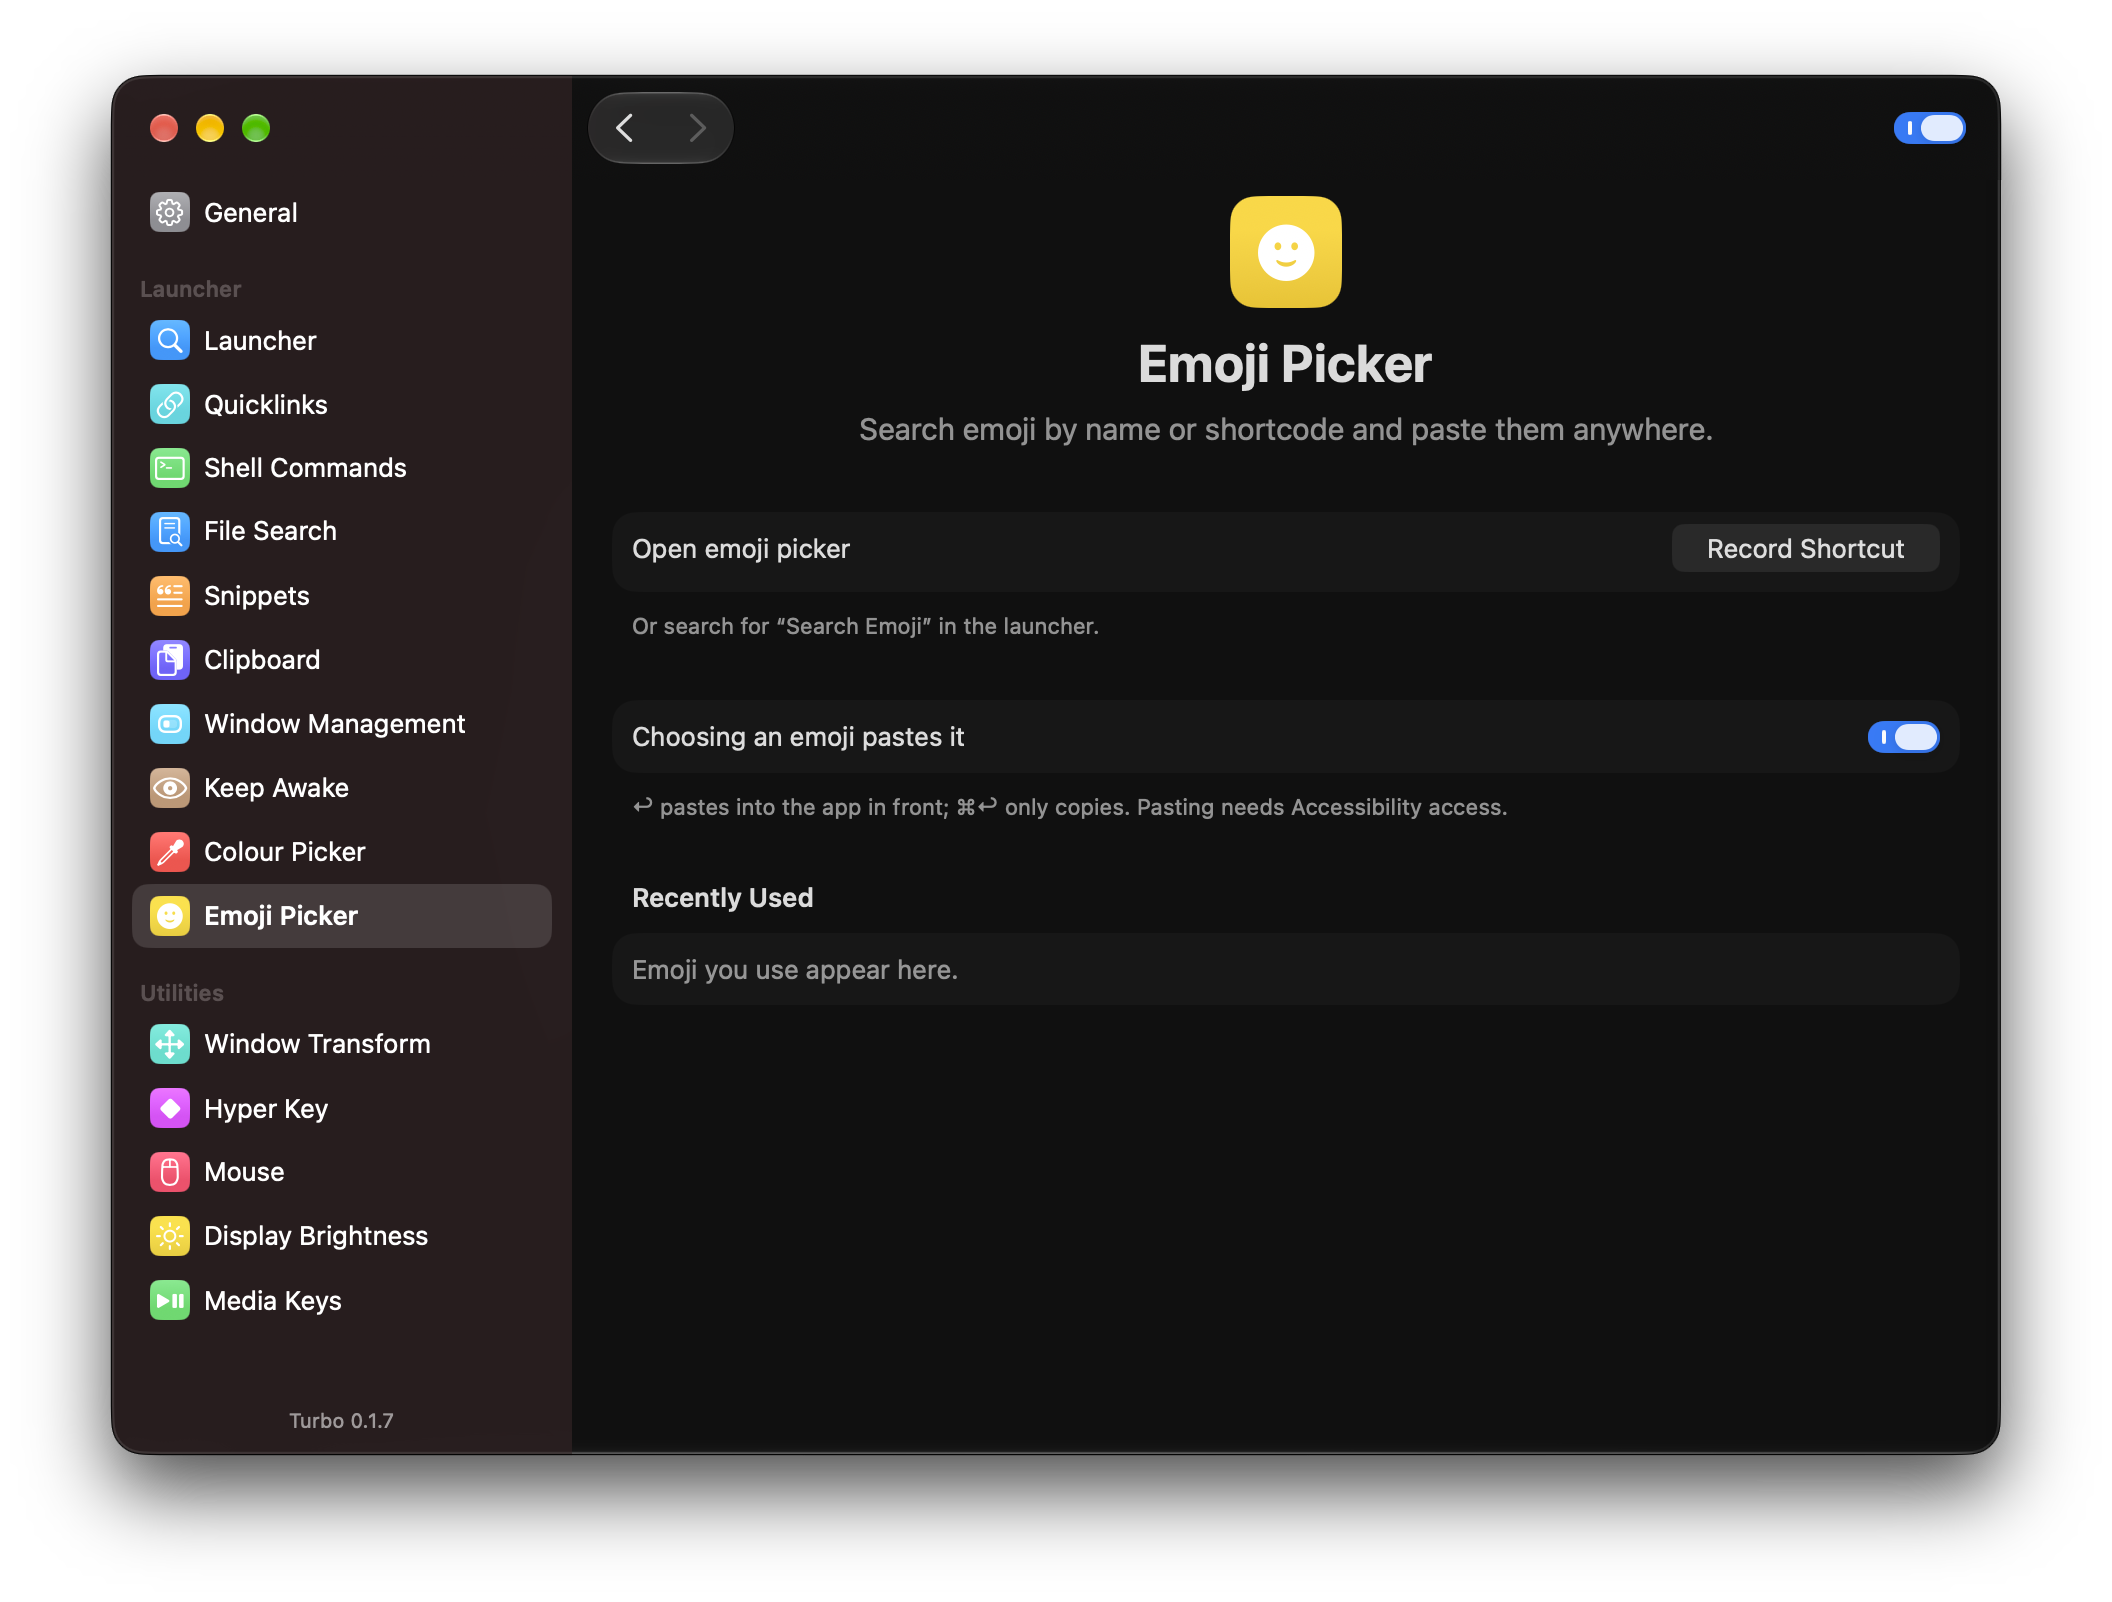 General
Launcher
Launcher
Quicklinks
Shell Commands
File Search
Snippets
Clipboard
Window Management
Keep Awake
Colour Picker
Emoji Picker
Utilities
Window Transform
Hyper Key
Mouse
Display Brightness
Media Keys
Turbo 0.1.7
Emoji Picker
Search emoji by name or shortcode and paste them anywhere.
Open emoji picker
Record Shortcut
Or search for “Search Emoji” in the launcher.
Choosing an emoji pastes it
↩ pastes into the app in front; ⌘↩ only copies. Pasting needs Accessibility access.
Recently Used
Emoji you use appear here.